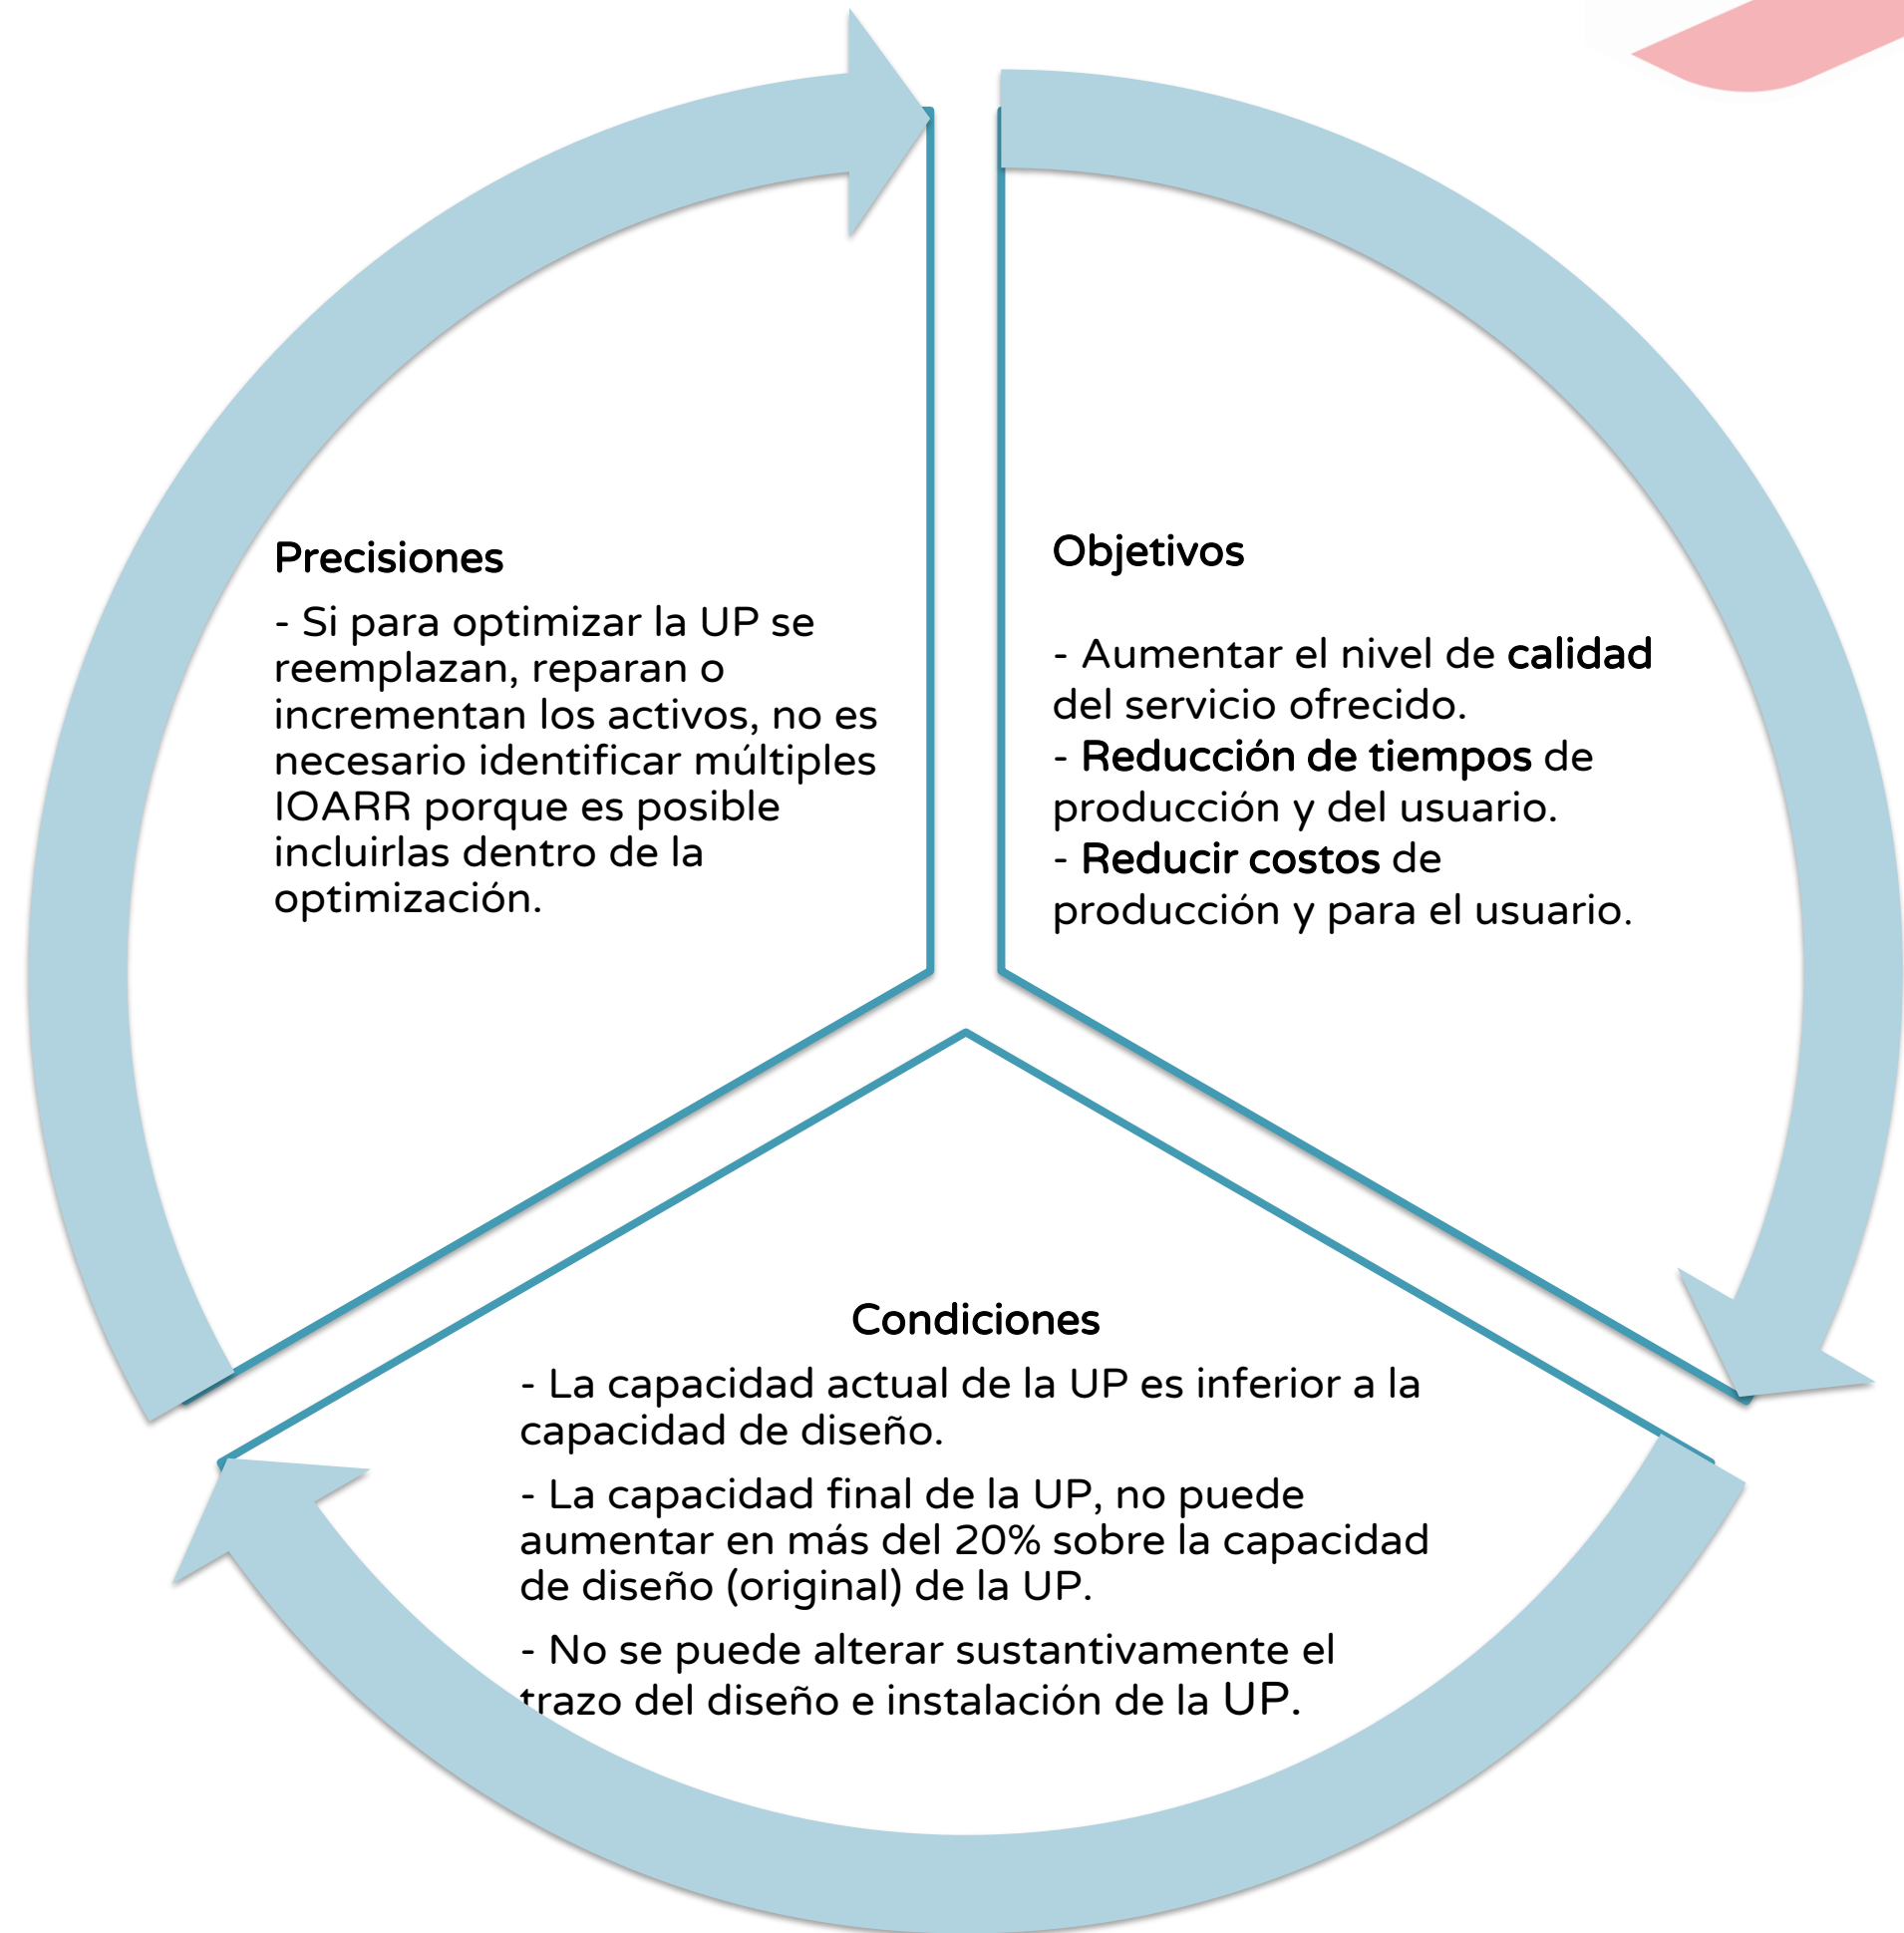 Precisiones
- Si para optimizar la UP se
reemplazan, reparan o
incrementan los activos, no es
necesario identificar múltiples
IOARR porque es posible
incluirlas dentro de la
optimización.
Objetivos
- Aumentar el nivel de calidad
del servicio ofrecido.
- Reducción de tiempos de
producción y del usuario.
- Reducir costos de
producción y para el usuario.
Condiciones
- La capacidad actual de la UP es inferior a la
capacidad de diseño.
- La capacidad final de la UP, no puede
aumentar en más del 20% sobre la capacidad
de diseño (original) de la UP.
- No se puede alterar sustantivamente el
trazo del diseño e instalación de la UP.